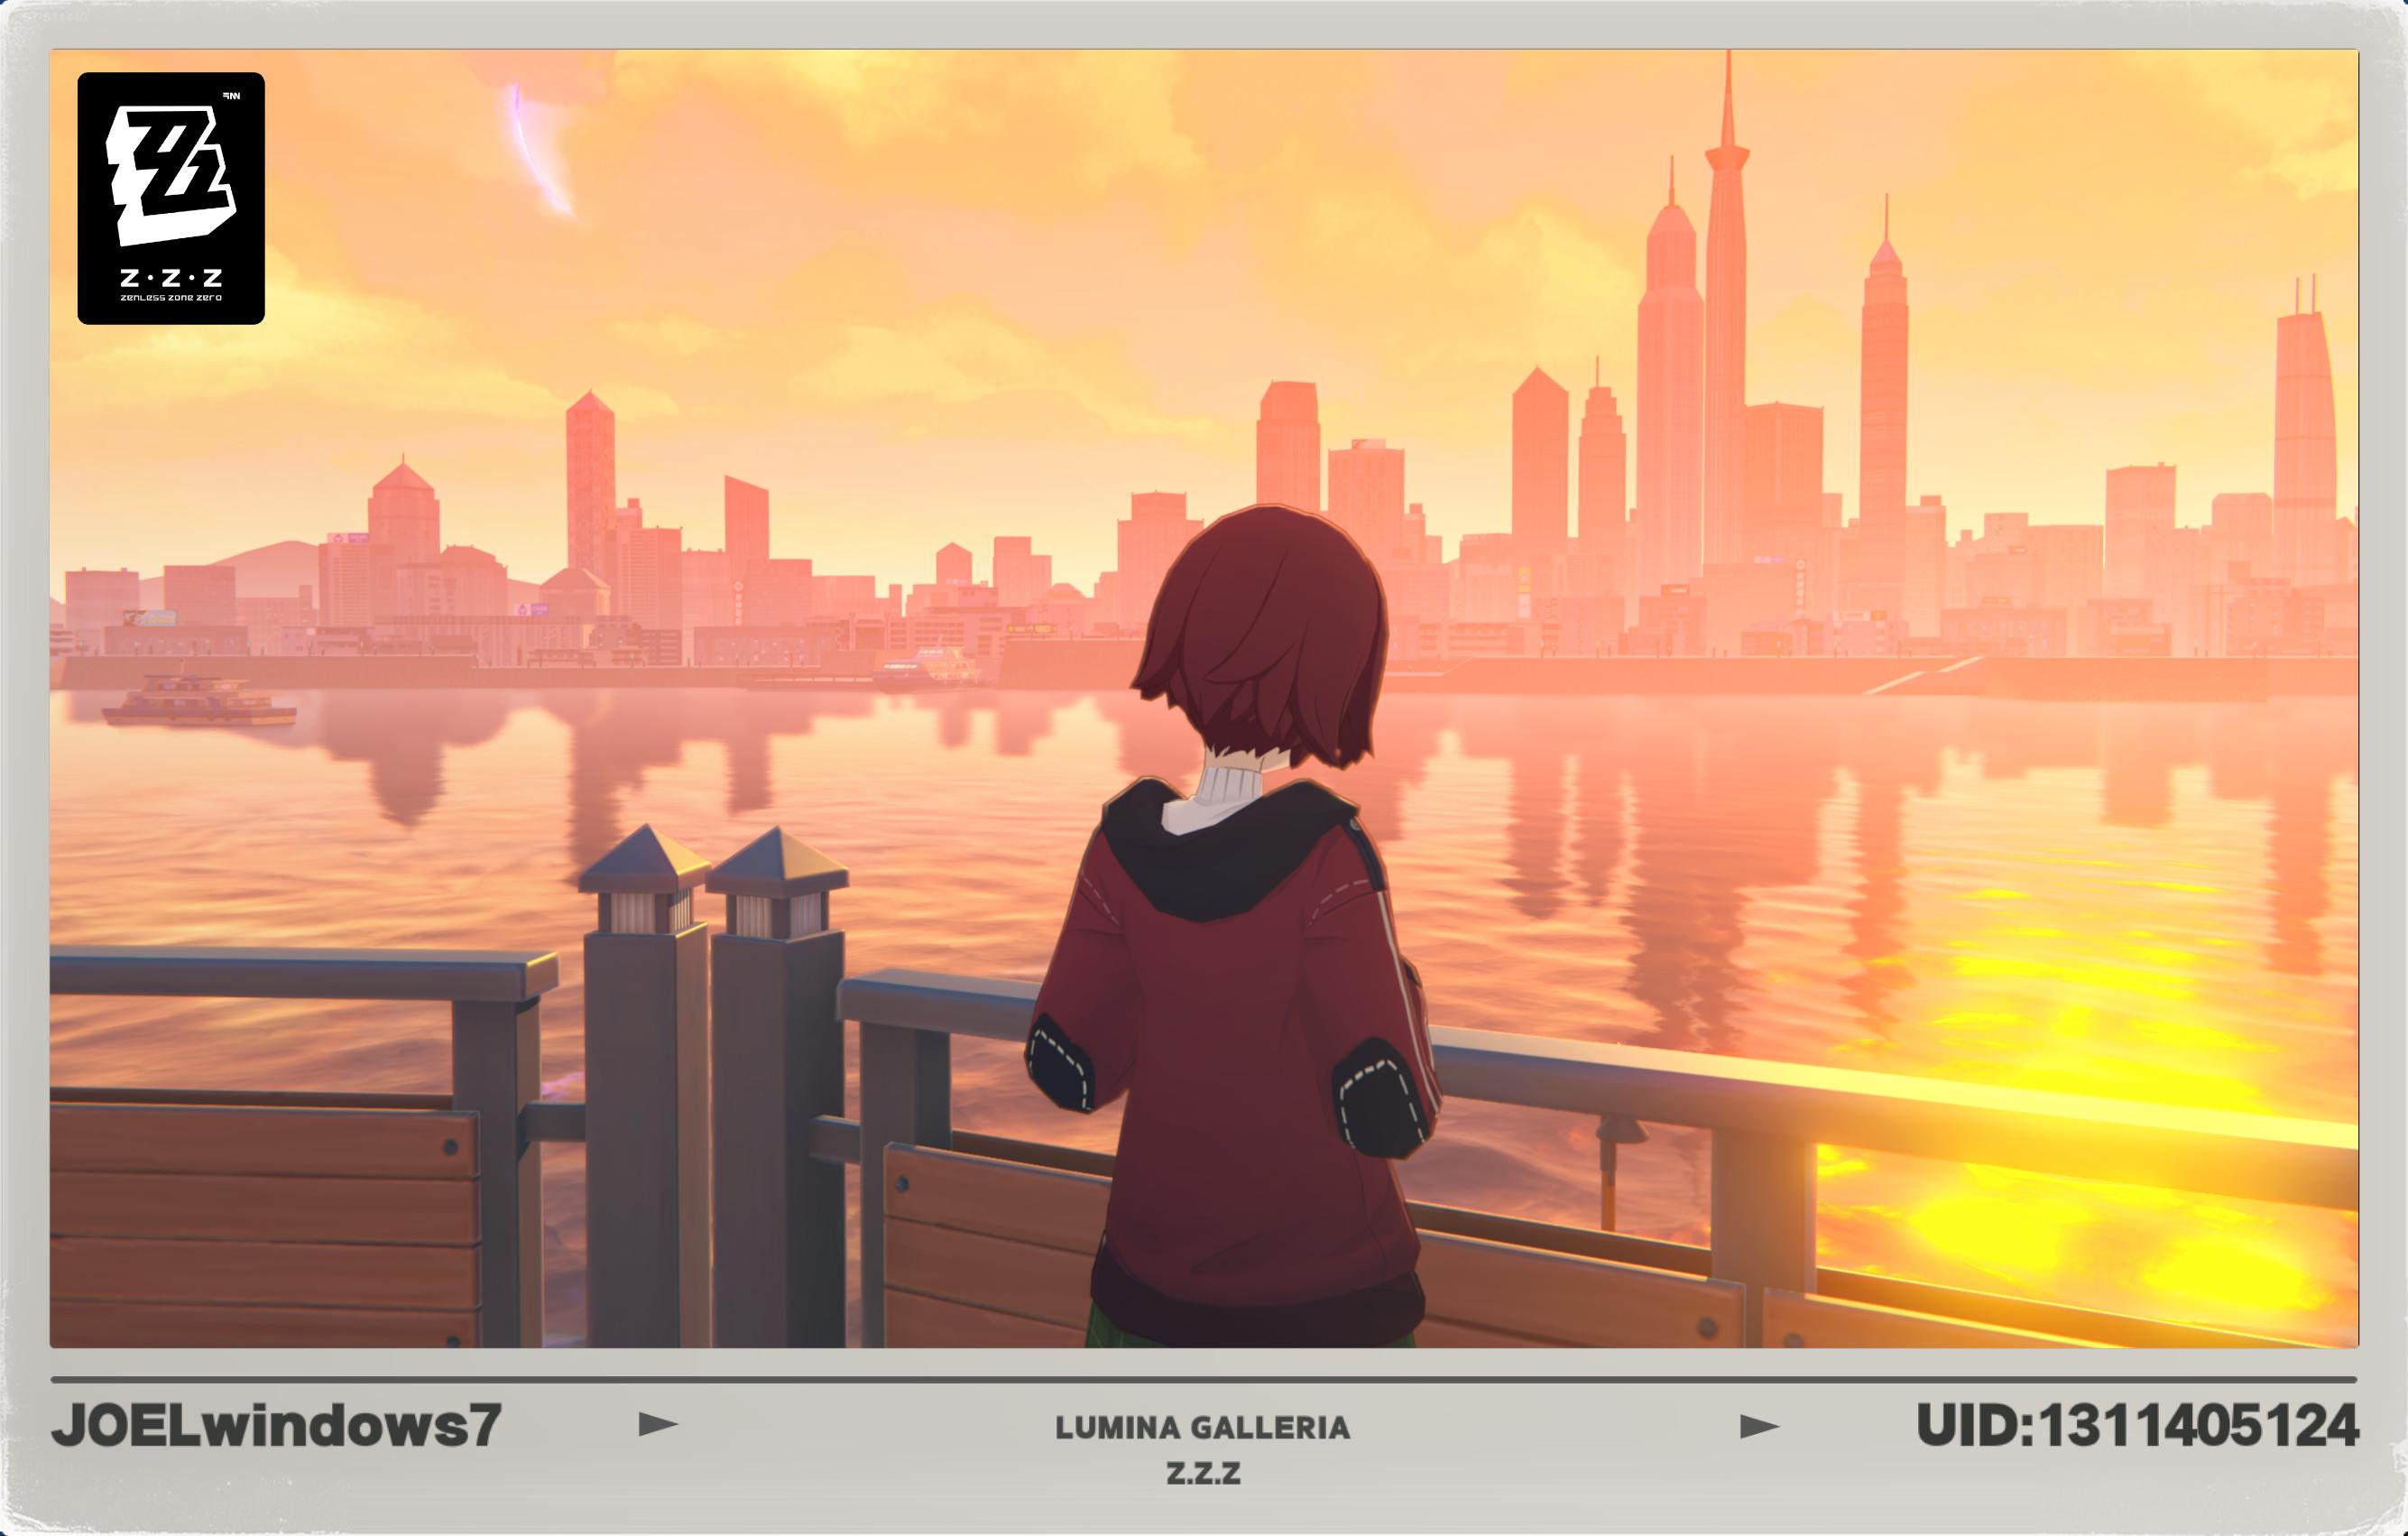 Z·Z·Z
ZENLESS ZONE ZERO
JOELwindows7
LUMINA GALLERIA
Z.Z.Z
UID:1311405124